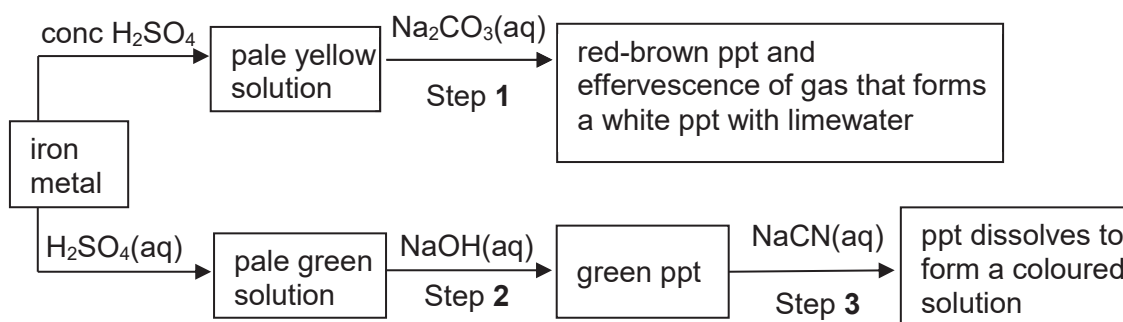 conc H₂SO₄
pale yellow
solution
Na₂CO₃(aq)
Step 1
red-brown ppt and
effervescence of gas that forms
a white ppt with limewater
iron
metal
H₂SO₄(aq)
pale green
solution
NaOH(aq)
Step 2
green ppt
NaCN(aq)
Step 3
ppt dissolves to
form a coloured
solution